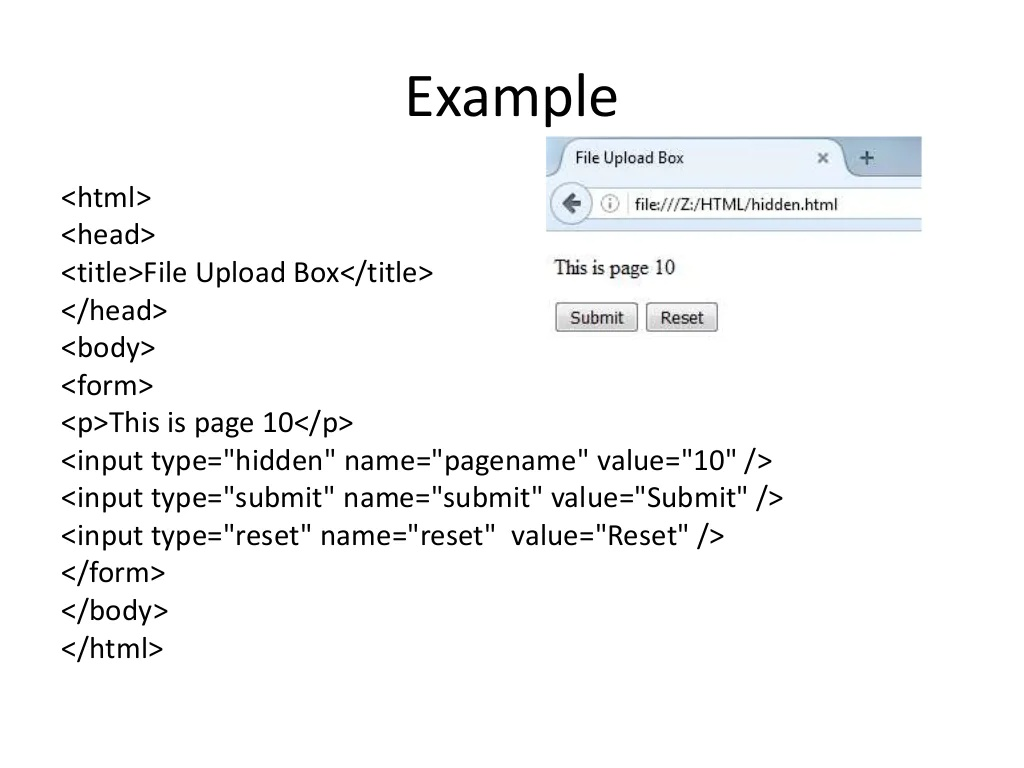 Example
<html>
<head>
<title>File Upload Box</title>
</head>
<body>
<form>
<p>This is page 10</p>
<input type="hidden" name="pagename" value="10" />
<input type="submit" name="submit" value="Submit" />
<input type="reset" name="reset"  value="Reset" />
</form>
</body>
</html>
File Upload Box
file:///Z:/HTML/hidden.html
This is page 10
Submit Reset